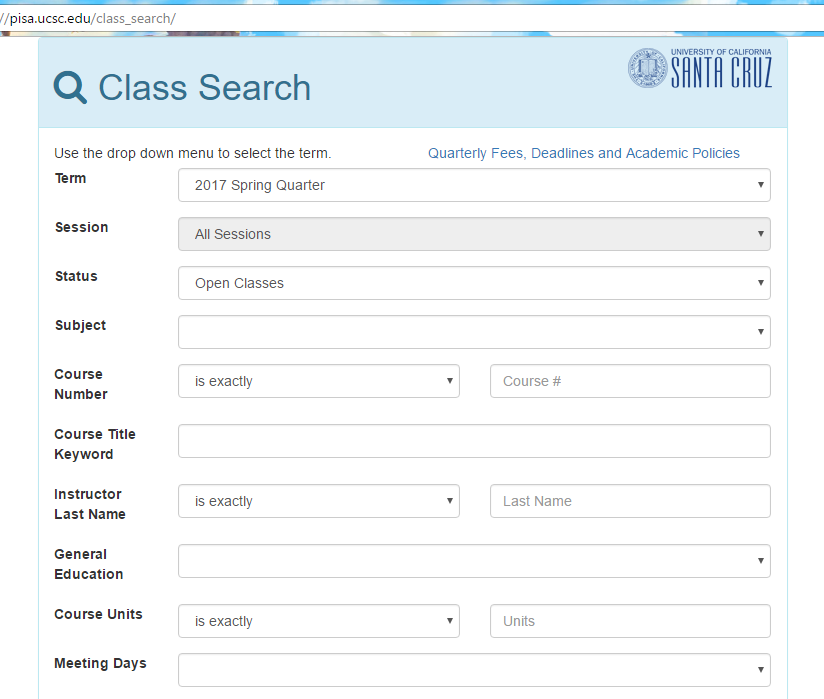 //pisa.ucsc.edu/class_search/
Class Search
UNIVERSITY OF CALIFORNIA
SANTA CRUZ
Use the drop down menu to select the term.
Quarterly Fees, Deadlines and Academic Policies
Term
2017 Spring Quarter
Session
All Sessions
Status
Open Classes
Subject
Course
Number
is exactly
Course #
Course Title
Keyword
Instructor
Last Name
is exactly
Last Name
General
Education
Course Units
is exactly
Units
Meeting Days